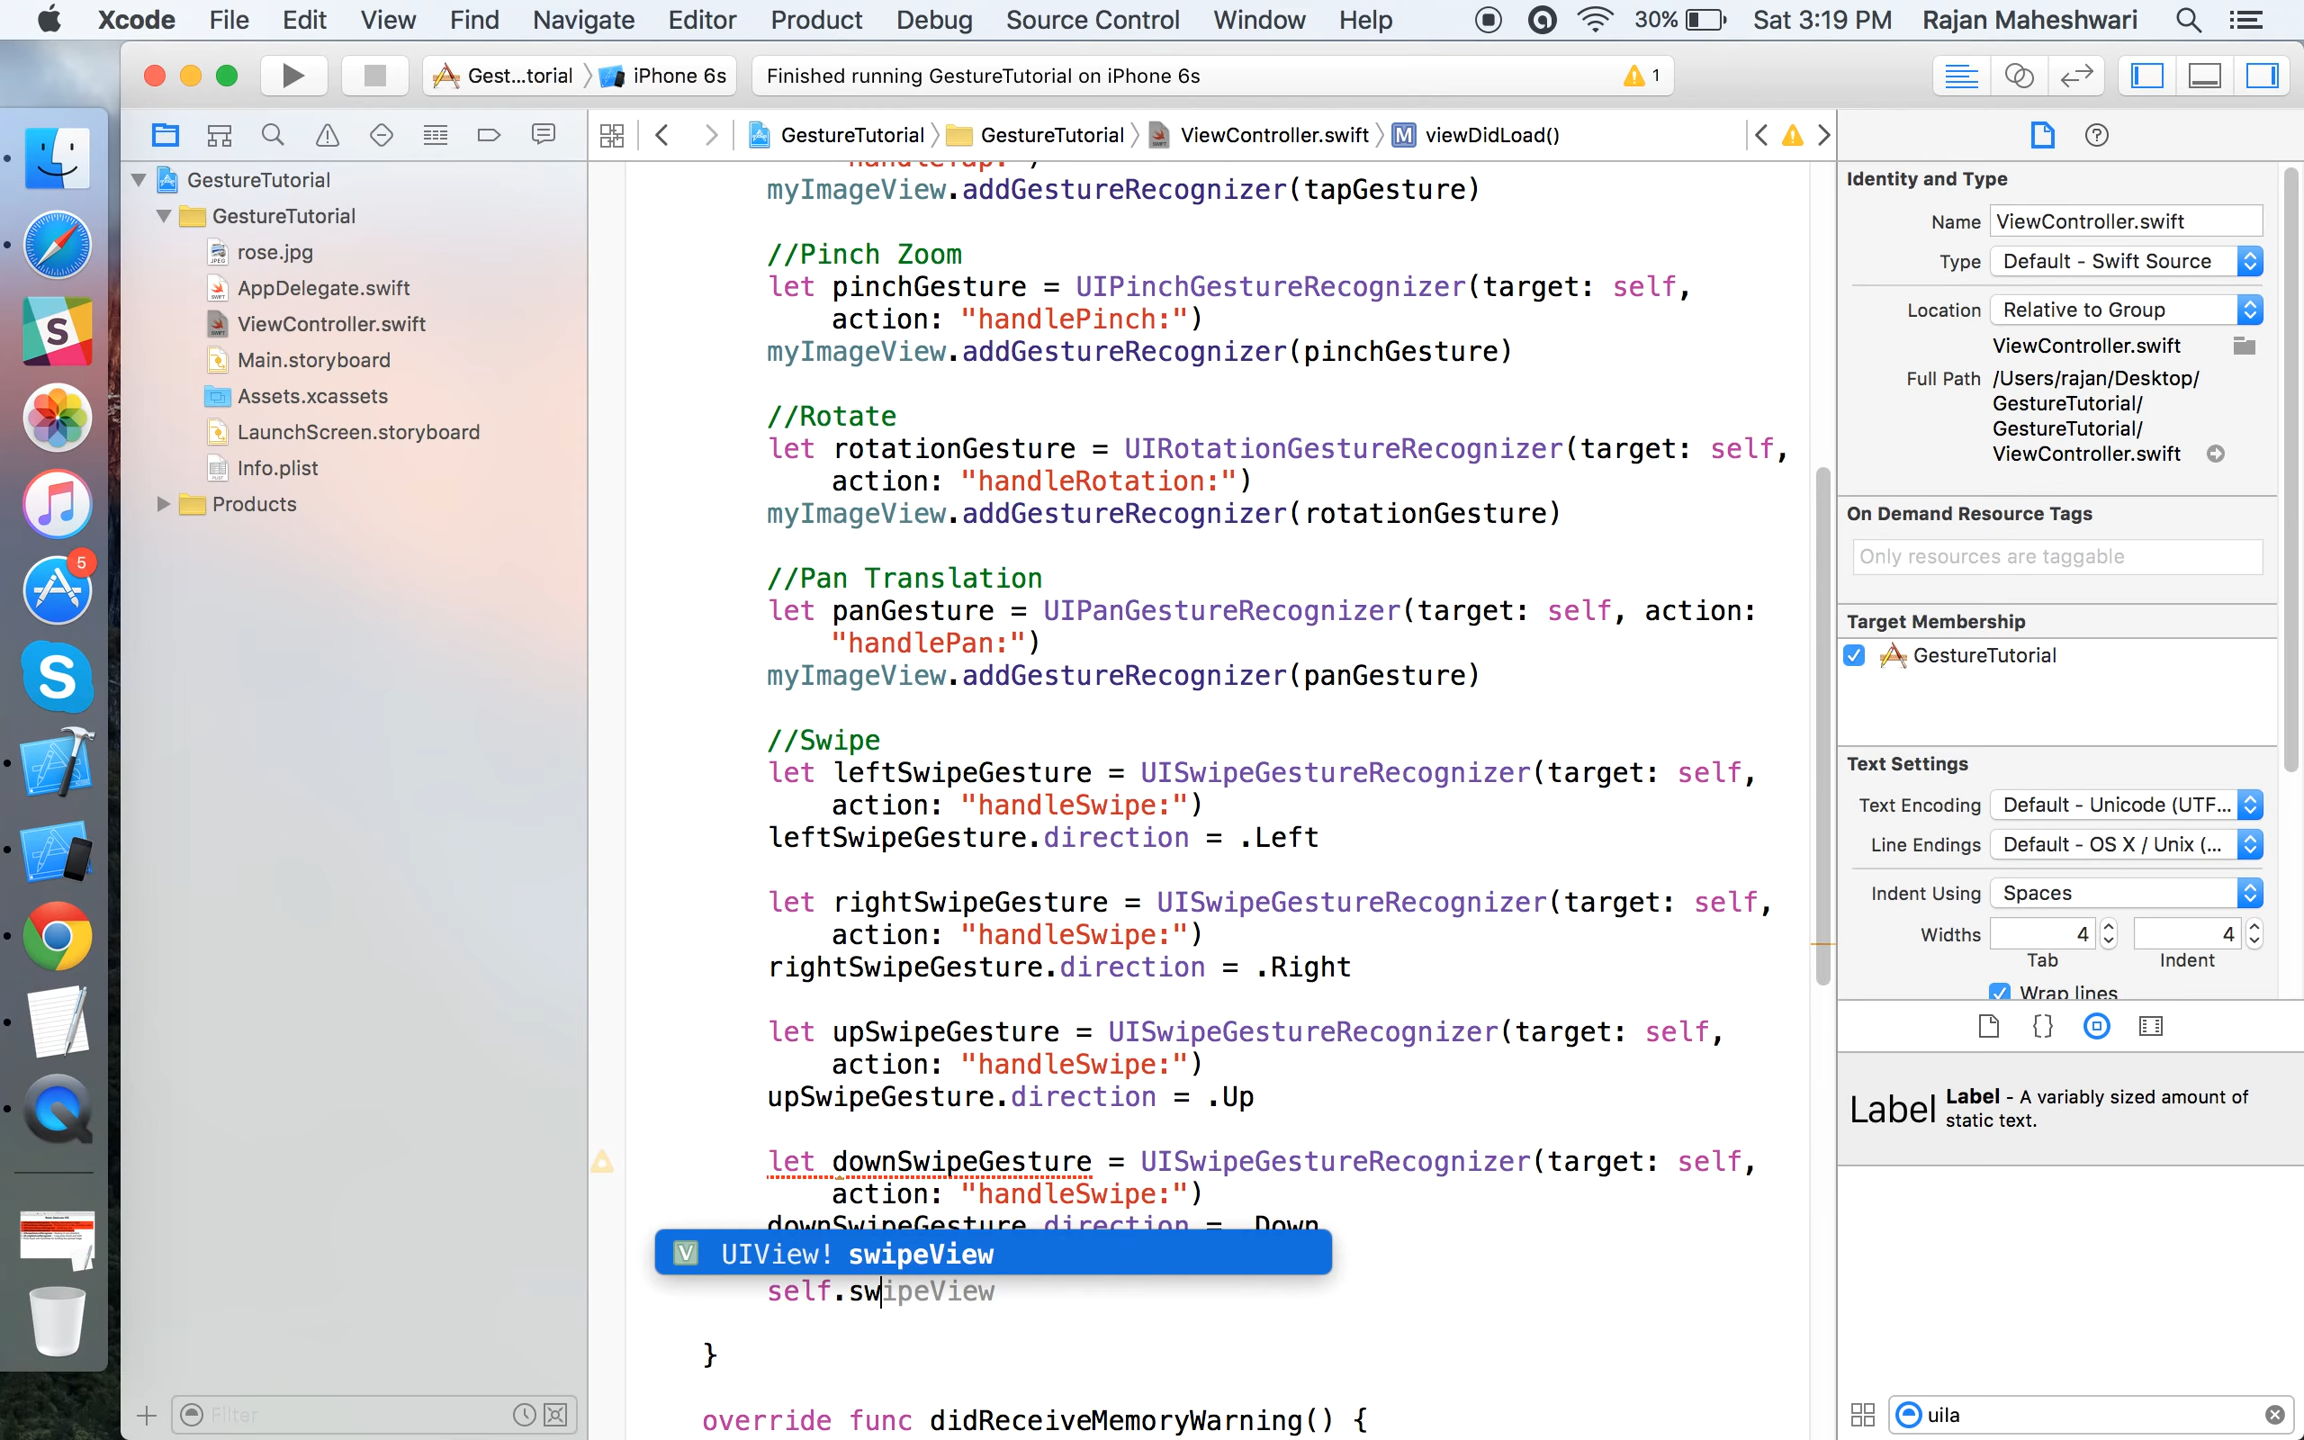 Xcode File Edit View Find Navigate Editor Product Debug Source Control Window Help 30% Sat 3:19 PM Rajan Maheshwari
Gest...torial iPhone 6s Finished running GestureTutorial on iPhone 6s 1
GestureTutorial GestureTutorial ViewController.swift M viewDidLoad()
GestureTutorial
GestureTutorial
rose.jpg
AppDelegate.swift
ViewController.swift
Main.storyboard
Assets.xcassets
LaunchScreen.storyboard
Info.plist
Products
5
Filter
myImageView.addGestureRecognizer(tapGesture)
//Pinch Zoom
let pinchGesture = UIPinchGestureRecognizer(target: self,
action: "handlePinch:")
myImageView.addGestureRecognizer(pinchGesture)
//Rotate
let rotationGesture = UIRotationGestureRecognizer(target: self,
action: "handleRotation:")
myImageView.addGestureRecognizer(rotationGesture)
//Pan Translation
let panGesture = UIPanGestureRecognizer(target: self, action:
"handlePan:")
myImageView.addGestureRecognizer(panGesture)
//Swipe
let leftSwipeGesture = UISwipeGestureRecognizer(target: self,
action: "handleSwipe:")
leftSwipeGesture.direction = .Left
let rightSwipeGesture = UISwipeGestureRecognizer(target: self,
action: "handleSwipe:")
rightSwipeGesture.direction = .Right
let upSwipeGesture = UISwipeGestureRecognizer(target: self,
action: "handleSwipe:")
upSwipeGesture.direction = .Up
let downSwipeGesture = UISwipeGestureRecognizer(target: self,
action: "handleSwipe:")
downSwipeGesture.direction = .Down
V UIView! swipeView
self.swipeView
}
override func didReceiveMemoryWarning() {
Identity and Type
Name ViewController.swift
Type Default - Swift Source
Location Relative to Group
ViewController.swift
Full Path /Users/rajan/Desktop/
GestureTutorial/
GestureTutorial/
ViewController.swift
On Demand Resource Tags
Only resources are taggable
Target Membership
GestureTutorial
Text Settings
Text Encoding Default - Unicode (UTF...
Line Endings Default - OS X / Unix (...
Indent Using Spaces
Widths 4 4
Tab Indent
Wrap lines
Label Label - A variably sized amount of
static text.
uila